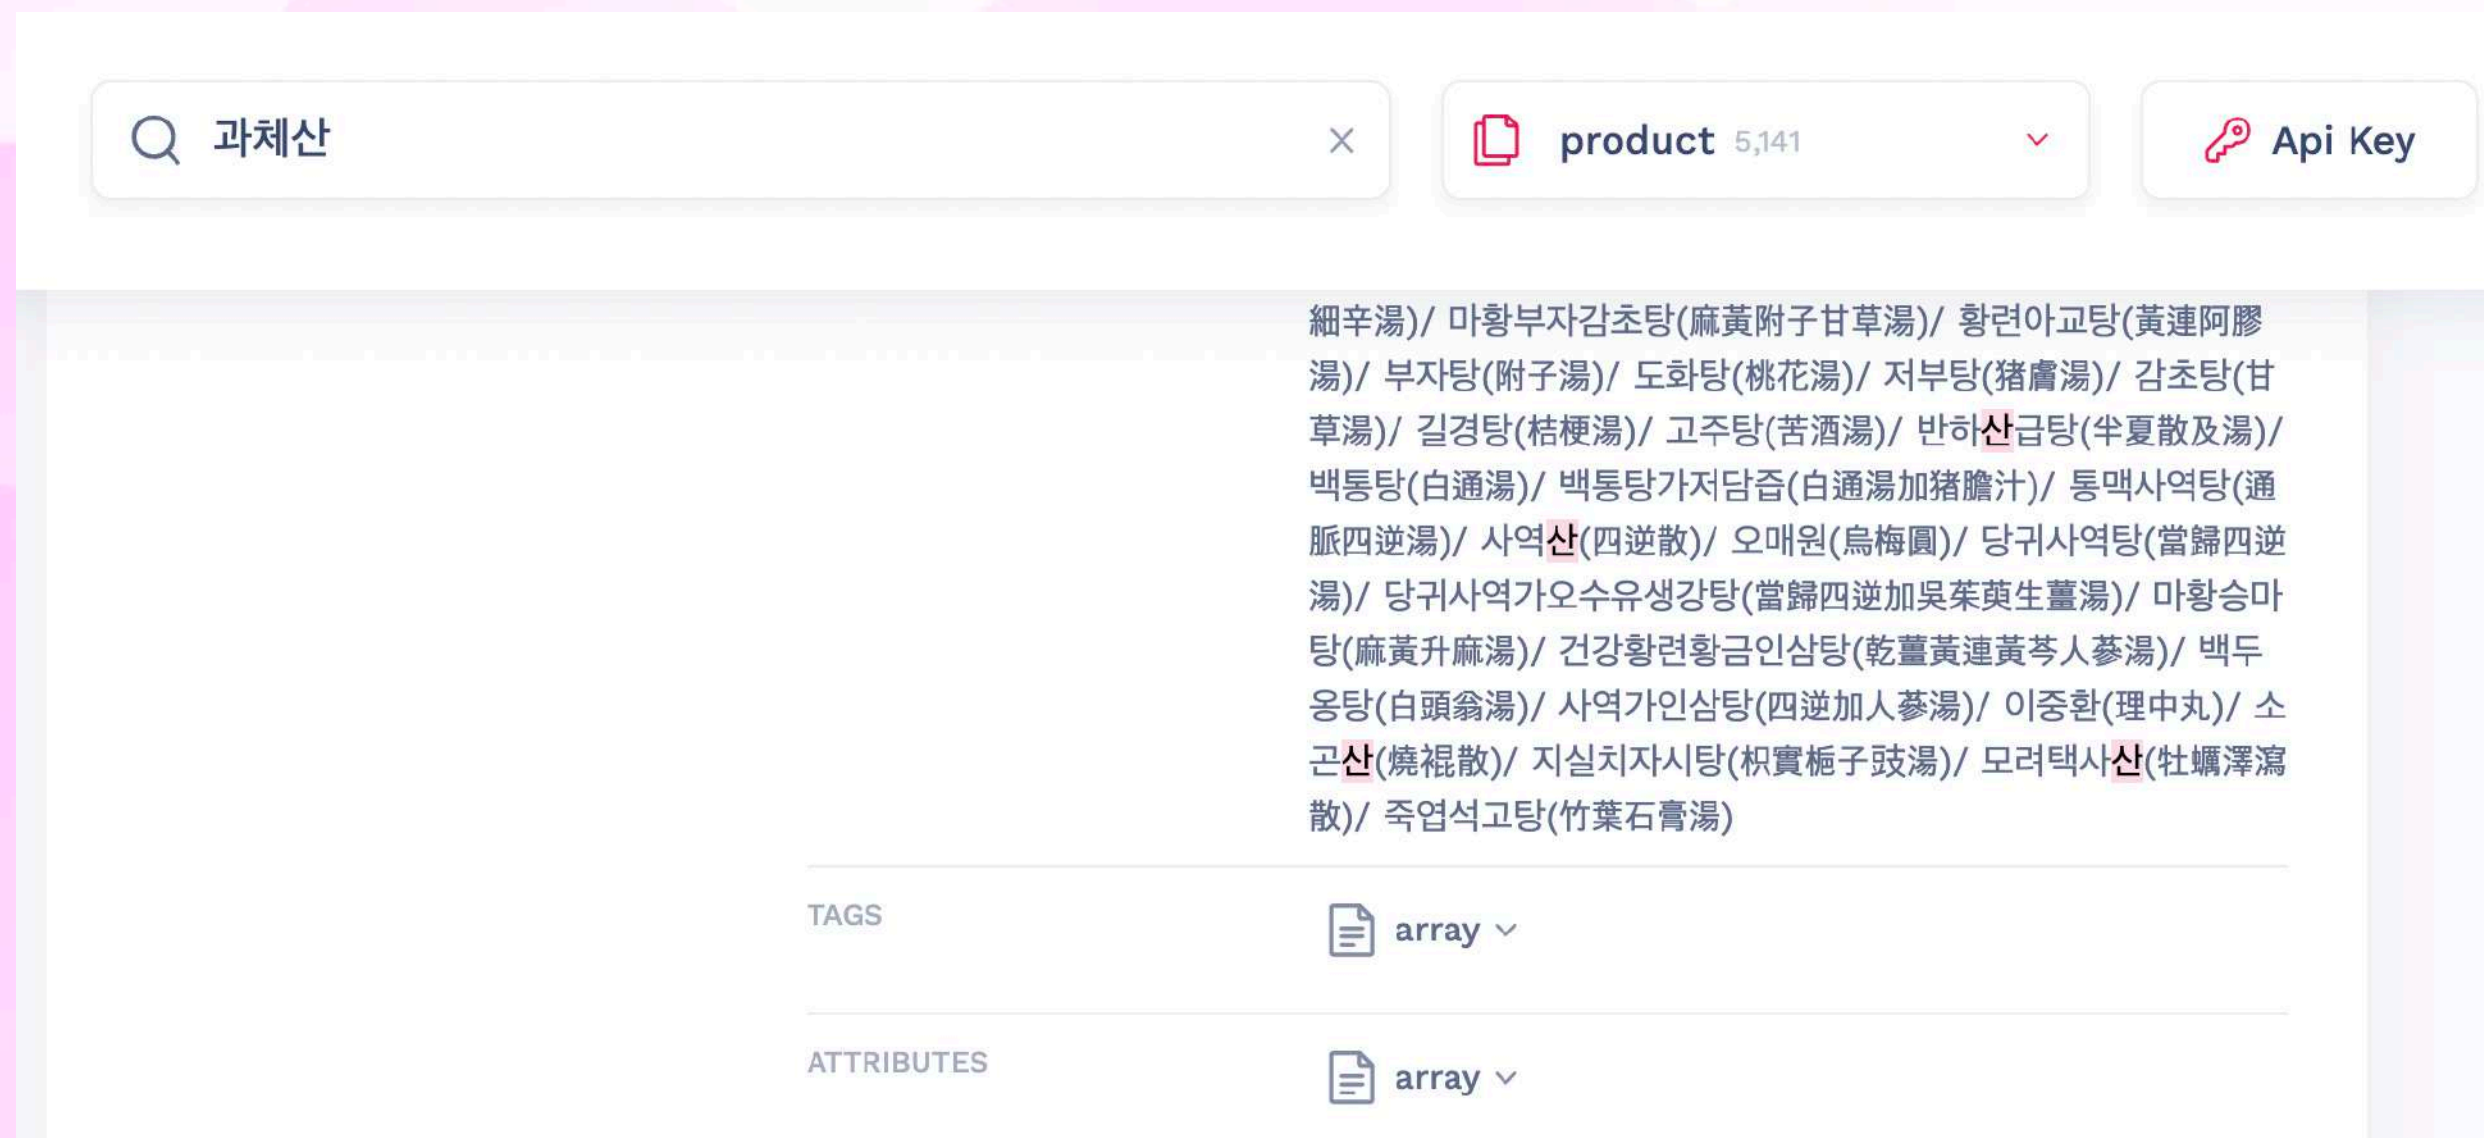 과체산
product 5,141
Api Key
細辛湯)/ 마황부자감초탕(麻黃附子甘草湯)/ 황련아교탕(黃連阿膠
湯)/ 부자탕(附子湯)/ 도화탕(桃花湯)/ 저부탕(猪膚湯)/ 감초탕(甘
草湯)/ 길경탕(桔梗湯)/ 고주탕(苦酒湯)/ 반하산급탕(半夏散及湯)/
백통탕(白通湯)/ 백통탕가저담즙(白通湯加猪膽汁)/ 통맥사역탕(通
脈四逆湯)/ 사역산(四逆散)/ 오매원(烏梅圓)/ 당귀사역탕(當歸四逆
湯)/ 당귀사역가오수유생강탕(當歸四逆加吳茱萸生薑湯)/ 마황승마
탕(麻黃升麻湯)/ 건강황련황금인삼탕(乾薑黃連黃芩人蔘湯)/ 백두
옹탕(白頭翁湯)/ 사역가인삼탕(四逆加人蔘湯)/ 이중환(理中丸)/ 소
곤산(燒裩散)/ 지실치자시탕(枳實梔子豉湯)/ 모려택사산(牡蠣澤瀉
散)/ 죽엽석고탕(竹葉石膏湯)
TAGS
array
ATTRIBUTES
array